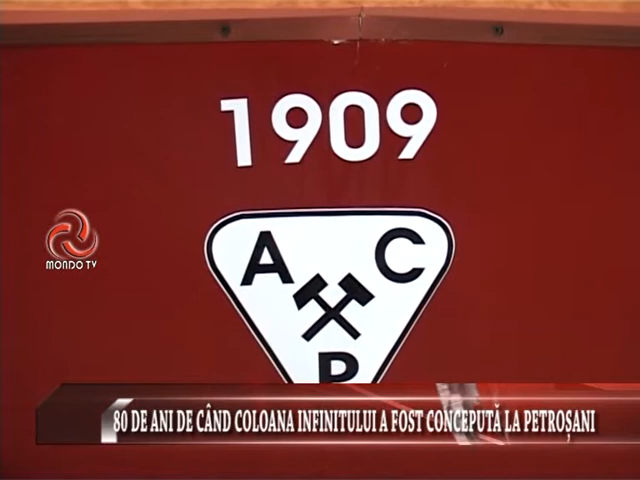 1909
A C
P
MONDO TV
80 DE ANI DE CÂND COLOANA INFINITULUI A FOST CONCEPUTĂ LA PETROȘANI